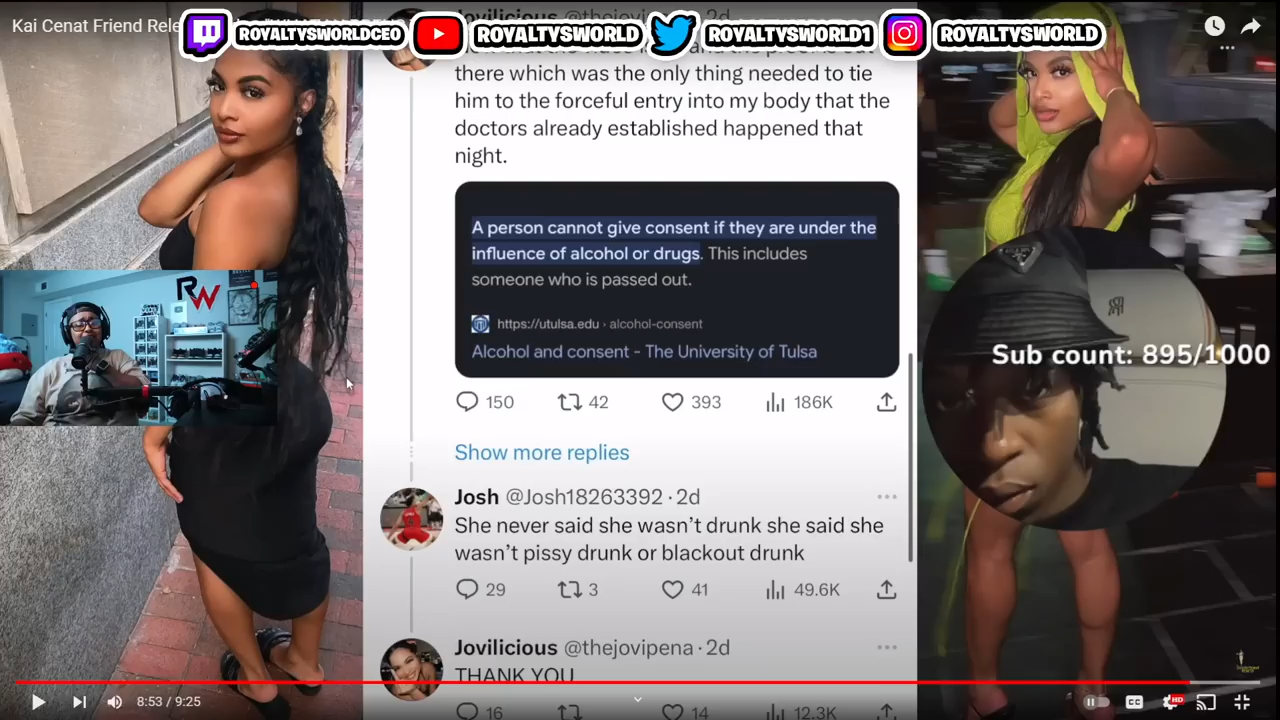 Kai Cenat Friend Rele
ROYALTYSWORLDCEO
ROYALTYSWORLD
ROYALTYSWORLD1
ROYALTYSWORLD
Jovilicious @thejovipena · 2d
there which was the only thing needed to tie
him to the forceful entry into my body that the
doctors already established happened that
night.
A person cannot give consent if they are under the
influence of alcohol or drugs. This includes
someone who is passed out.
https://utulsa.edu › alcohol-consent
Alcohol and consent - The University of Tulsa
150 42 393 186K
Show more replies
Josh @Josh18263392 · 2d
She never said she wasn't drunk she said she
wasn't pissy drunk or blackout drunk
29 3 41 49.6K
Jovilicious @thejovipena · 2d
THANK YOU
16 14 12.3K
RW
Sub count: 895/1000
8:53 / 9:25
CC
HD